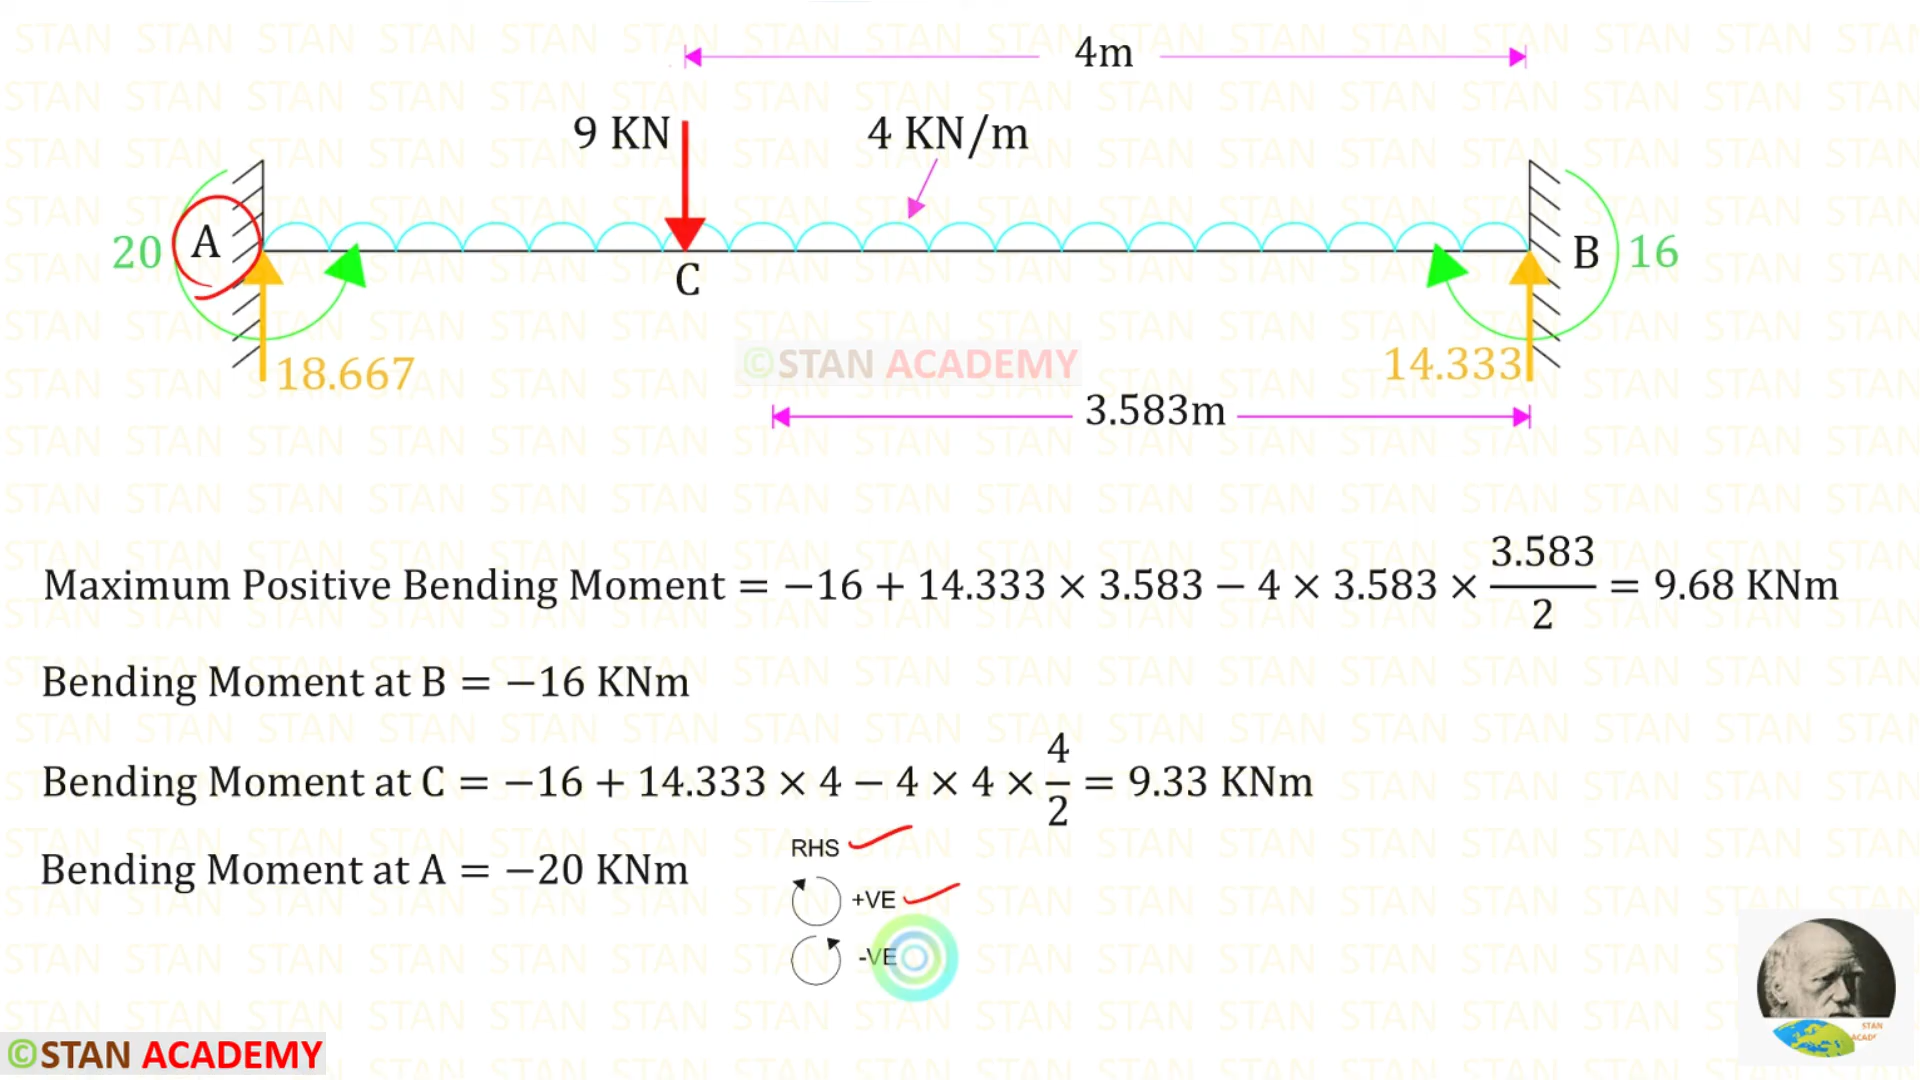 4m
9 KN
4 KN/m
20
A
C
B
16
18.667
©STAN ACADEMY
14.333
3.583m
Maximum Positive Bending Moment = −16 + 14.333 × 3.583 − 4 × 3.583 × 3.583/2 = 9.68 KNm
Bending Moment at B = −16 KNm
Bending Moment at C = −16 + 14.333 × 4 − 4 × 4 × 4/2 = 9.33 KNm
RHS
Bending Moment at A = −20 KNm
+VE
-VE
STAN
ACADE
©STAN ACADEMY